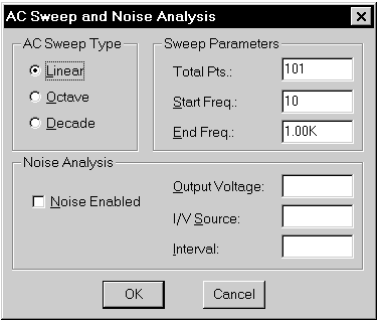 AC Sweep and Noise Analysis
AC Sweep Type
Linear
Octave
Decade
Sweep Parameters
Total Pts.: 101
Start Freq.: 10
End Freq.: 1.00K
Noise Analysis
Noise Enabled
Output Voltage:
I/V Source:
Interval:
OK Cancel